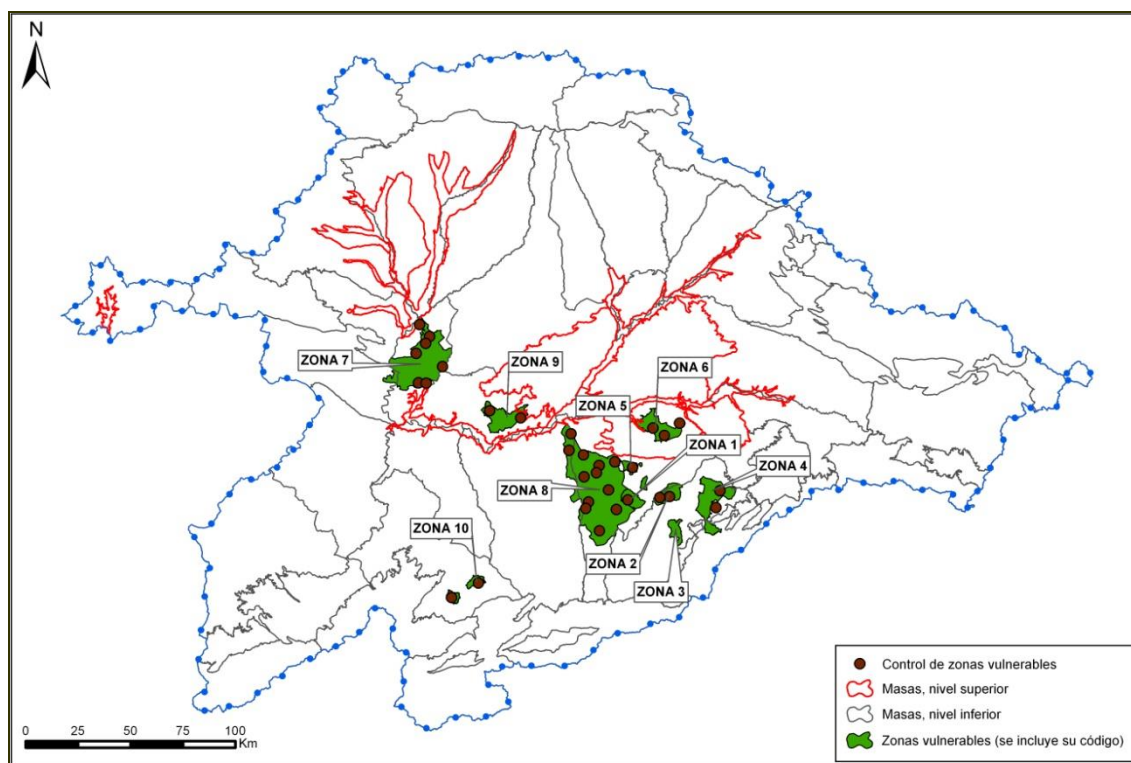 N
ZONA 7
ZONA 9
ZONA 6
ZONA 5
ZONA 1
ZONA 4
ZONA 8
ZONA 10
ZONA 2
ZONA 3
Control de zonas vulnerables
Masas, nivel superior
Masas, nivel inferior
Zonas vulnerables (se incluye su código)
0 25 50 75 100
Km